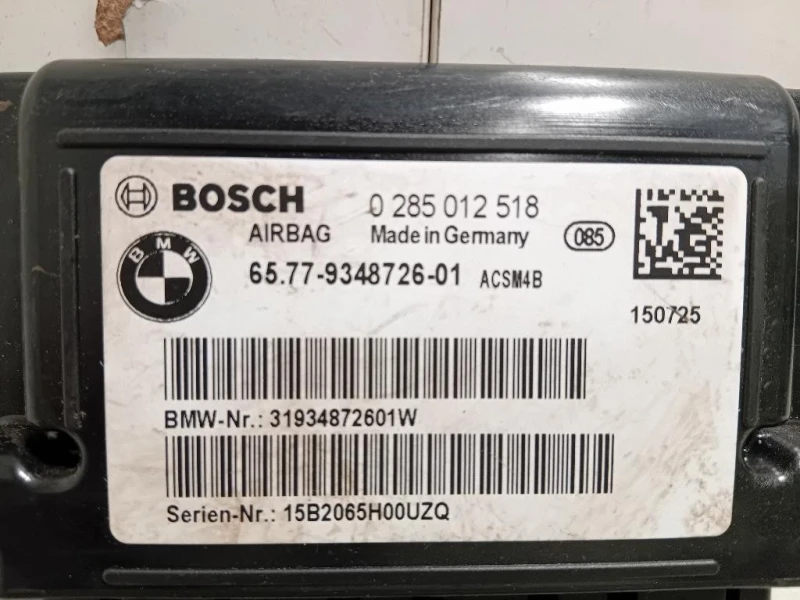 BOSCH 0 285 012 518
AIRBAG Made in Germany 085
BMW 65.77-9348726-01 ACSM4B
150725
BMW-Nr.: 31934872601W
Serien-Nr.: 15B2065H00UZQ